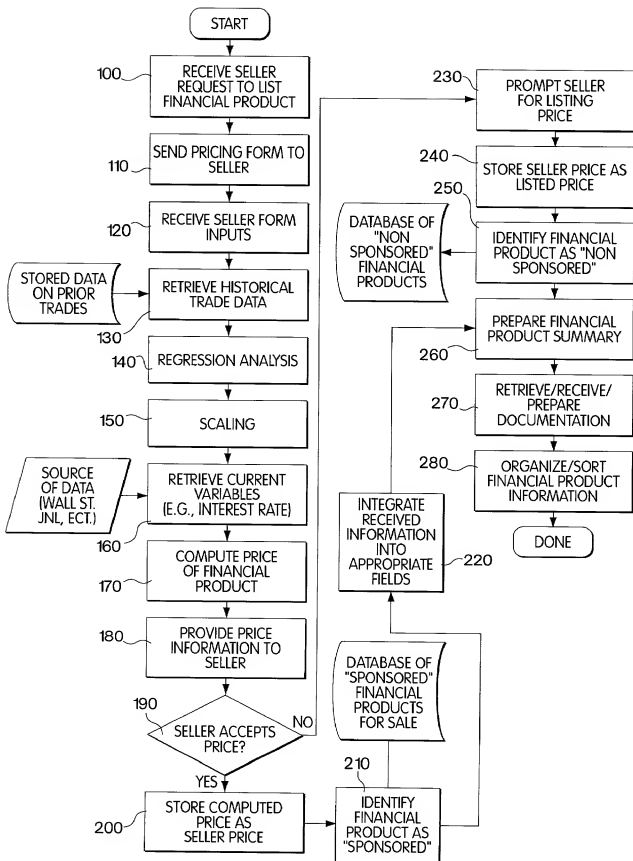 START
100
RECEIVE SELLER
REQUEST TO LIST
FINANCIAL PRODUCT
110
SEND PRICING FORM TO
SELLER
120
RECEIVE SELLER FORM
INPUTS
STORED DATA
ON PRIOR
TRADES
RETRIEVE HISTORICAL
TRADE DATA
130
140
REGRESSION ANALYSIS
150
SCALING
SOURCE
OF DATA
(WALL ST.
JNL, ECT.)
RETRIEVE CURRENT
VARIABLES
(E.G., INTEREST RATE)
160
COMPUTE PRICE
OF FINANCIAL
PRODUCT
170
180
PROVIDE PRICE
INFORMATION TO
SELLER
190
SELLER ACCEPTS
PRICE?
NO
YES
STORE COMPUTED
PRICE AS
SELLER PRICE
200
210
IDENTIFY
FINANCIAL
PRODUCT AS
"SPONSORED"
DATABASE OF
"SPONSORED"
FINANCIAL
PRODUCTS
FOR SALE
INTEGRATE
RECEIVED
INFORMATION
INTO
APPROPRIATE
FIELDS
220
230
PROMPT SELLER
FOR LISTING
PRICE
240
STORE SELLER PRICE AS
LISTED PRICE
250
IDENTIFY FINANCIAL
PRODUCT AS "NON
SPONSORED"
DATABASE OF
"NON
SPONSORED"
FINANCIAL
PRODUCTS
PREPARE FINANCIAL
PRODUCT SUMMARY
260
270
RETRIEVE/RECEIVE/
PREPARE
DOCUMENTATION
280
ORGANIZE/SORT
FINANCIAL PRODUCT
INFORMATION
DONE